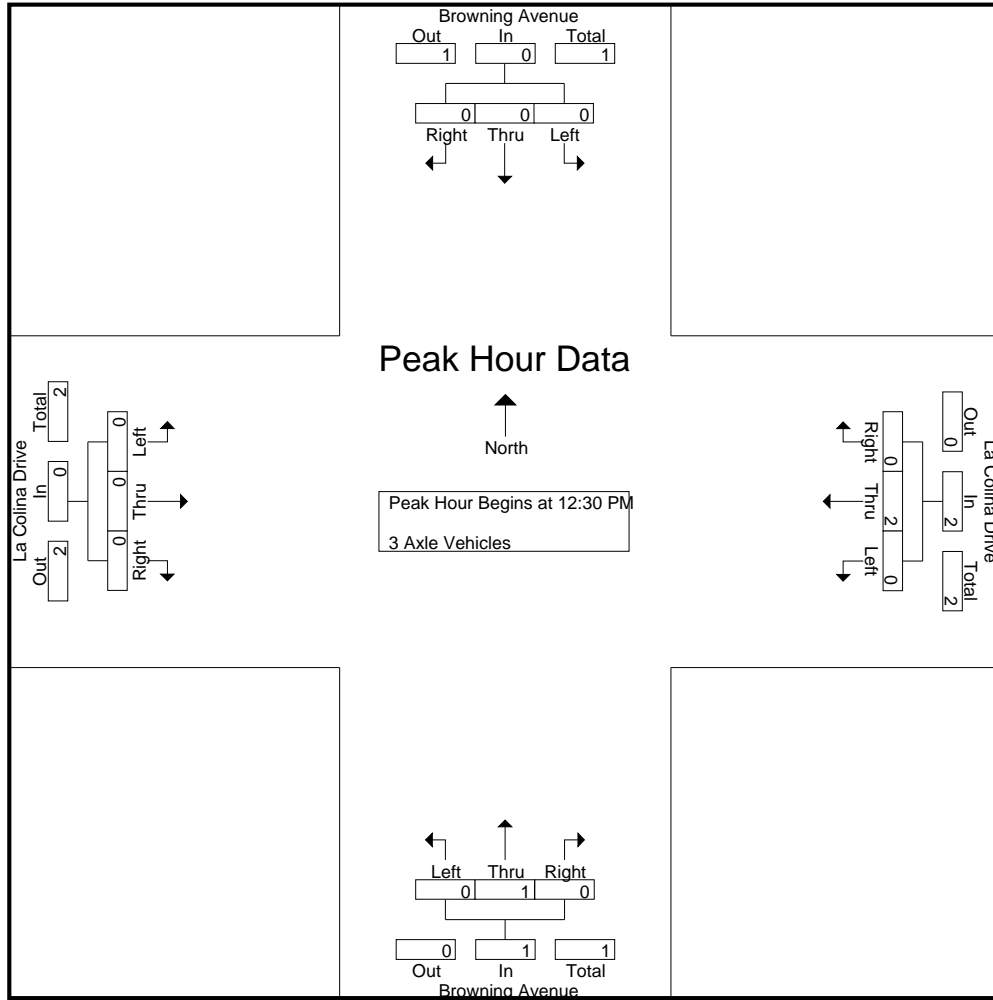 Browning Avenue
Out In Total
1 0 1
0 0 0
Right Thru Left
Peak Hour Data
North
Peak Hour Begins at 12:30 PM
3 Axle Vehicles
La Colina Drive
Total In Out
2 0 2
0 0 0
Left Thru Right
La Colina Drive
Out In Total
0 2 2
0 2 0
Right Thru Left
Left Thru Right
0 1 0
0 1 1
Out In Total
Browning Avenue